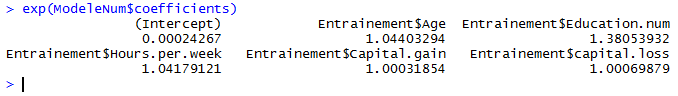 > exp(ModeleNum$coefficients)
(Intercept) Entrainement$Age Entrainement$Education.num
0.00024267 1.04403294 1.38053932
Entrainement$Hours.per.week Entrainement$Capital.gain Entrainement$capital.loss
1.04179121 1.00031854 1.00069879
>